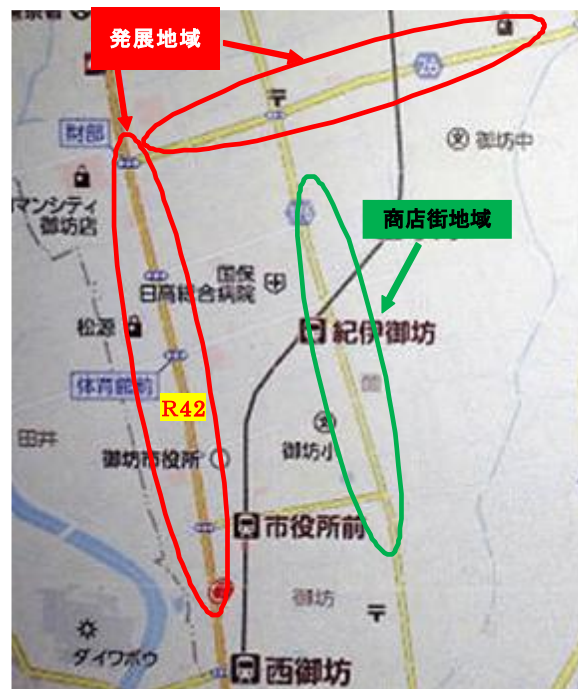 発展地域
26
財部
御坊中
マンシティ
御坊店
商店街地域
国保
日高総合病院
松源
紀伊御坊
体育館前
R42
田井
御坊市役所
御坊小
市役所前
御坊
ダイワボウ
西御坊